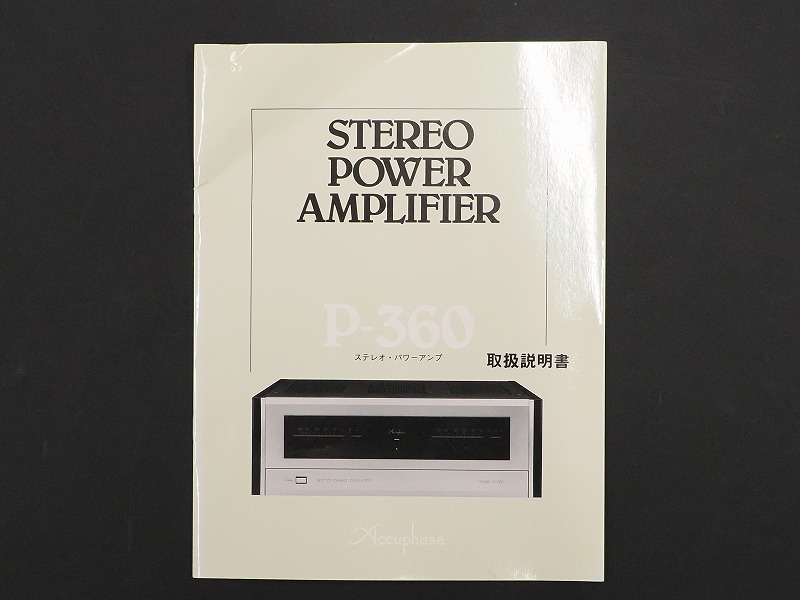 STEREO
POWER
AMPLIFIER
P-360
ステレオ・パワーアンプ
取扱説明書
Accuphase